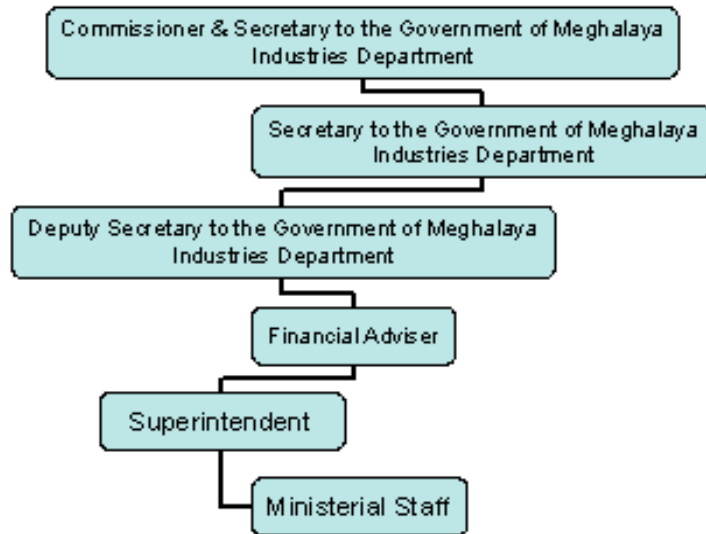 Commissioner & Secretary to the Government of Meghalaya
Industries Department
Secretary to the Government of Meghalaya
Industries Department
Deputy Secretary to the Government of Meghalaya
Industries Department
Financial Adviser
Superintendent
Ministerial Staff